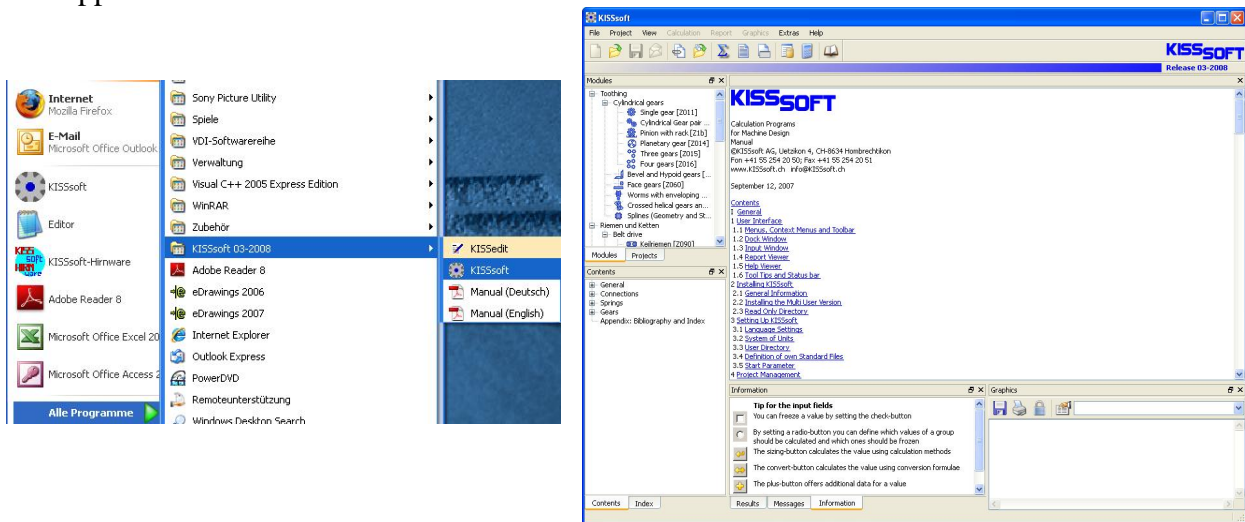 Internet
Mozilla Firefox
E-Mail
Microsoft Office Outlook
KISSsoft
Editor
KISSsoft-Hirnware
Adobe Reader 8
Microsoft Office Excel 20
Microsoft Office Access 2
Alle Programme
Sony Picture Utility
Spiele
VDI-Softwarereihe
Verwaltung
Visual C++ 2005 Express Edition
WinRAR
Zubehör
KISSsoft 03-2008
Adobe Reader 8
eDrawings 2006
eDrawings 2007
Internet Explorer
Outlook Express
PowerDVD
Remoteunterstützung
Windows Desktop Search
KISSedit
KISSsoft
Manual (Deutsch)
Manual (English)
KISSsoft
File Project View Calculation Report Graphics Extras Help
KISSSOFT
Release 03-2008
Modules
Toothing
Cylindrical gears
Single gear [Z011]
Cylindrical Gear pair ...
Pinion with rack [Z1b]
Planetary gear [Z014]
Three gears [Z015]
Four gears [Z016]
Bevel and Hypoid gears [...
Face gears [Z060]
Worms with enveloping ...
Crossed helical gears an...
Splines (Geometry and St...
Riemen und Ketten
Belt drive
Keilriemen [Z090]
Modules Projects
Contents
General
Connections
Springs
Gears
Appendix: Bibliography and Index
Contents Index
KISSSOFT
Calculation Programs
for Machine Design
Manual
©KISSsoft AG, Uetzikon 4, CH-8634 Hombrechtikon
Fon +41 55 254 20 50; Fax +41 55 254 20 51
www.KISSsoft.ch info@KISSsoft.ch
September 12, 2007
Contents
I General
1 User Interface
1.1 Menus, Context Menus and Toolbar
1.2 Dock Window
1.3 Input Window
1.4 Report Viewer
1.5 Help Viewer
1.6 Tool Tips and Status bar
2 Installing KISSsoft
2.1 General Information
2.2 Installing the Multi User Version
2.3 Read Only Directory
3 Setting Up KISSsoft
3.1 Language Settings
3.2 System of Units
3.3 User Directory
3.4 Definition of own Standard Files
3.5 Start Parameter
4 Project Management
Information
Tip for the input fields
You can freeze a value by setting the check-button
By setting a radio-button you can define which values of a group
should be calculated and which ones should be frozen
The sizing-button calculates the value using calculation methods
The convert-button calculates the value using conversion formulae
The plus-button offers additional data for a value
Results Messages Information
Graphics